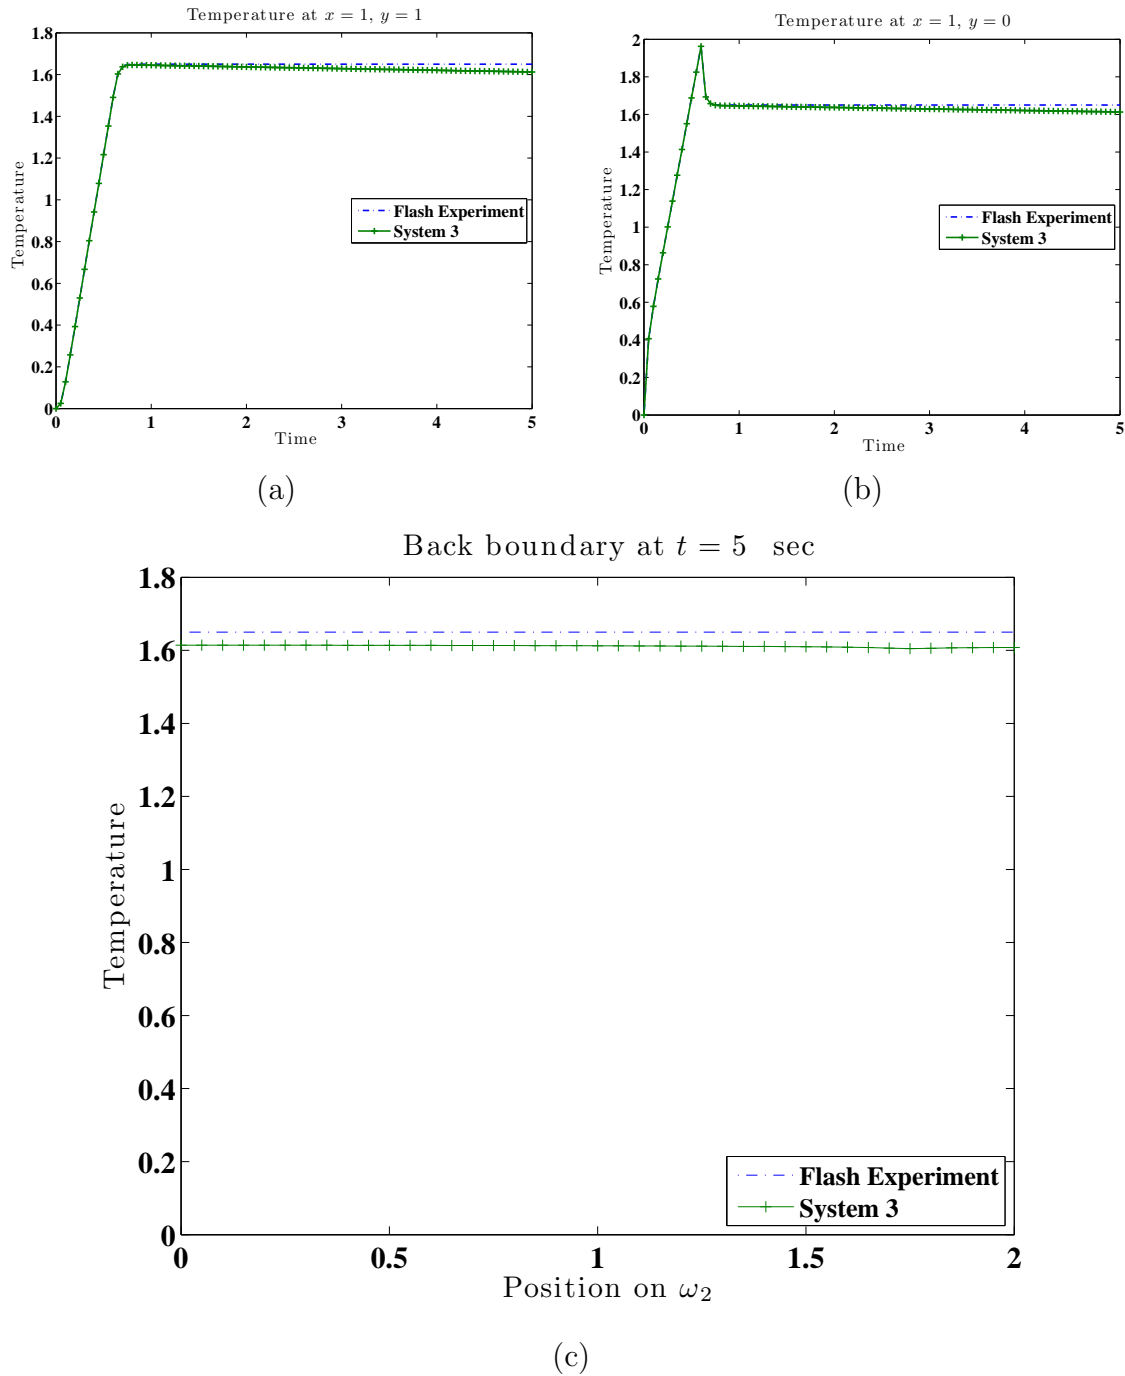 Temperature at x = 1, y = 1
1.8
1.6
1.4
1.2
1
0.8
0.6
0.4
0.2
0
Temperature
Flash Experiment
System 3
0 1 2 3 4 5
Time
(a)
Temperature at x = 1, y = 0
2
1.8
1.6
1.4
1.2
1
0.8
0.6
0.4
0.2
0
Temperature
Flash Experiment
System 3
0 1 2 3 4 5
Time
(b)
Back boundary at t = 5 sec
1.8
1.6
1.4
1.2
1
0.8
0.6
0.4
0.2
0
Temperature
Flash Experiment
System 3
0 0.5 1 1.5 2
Position on ω₂
(c)